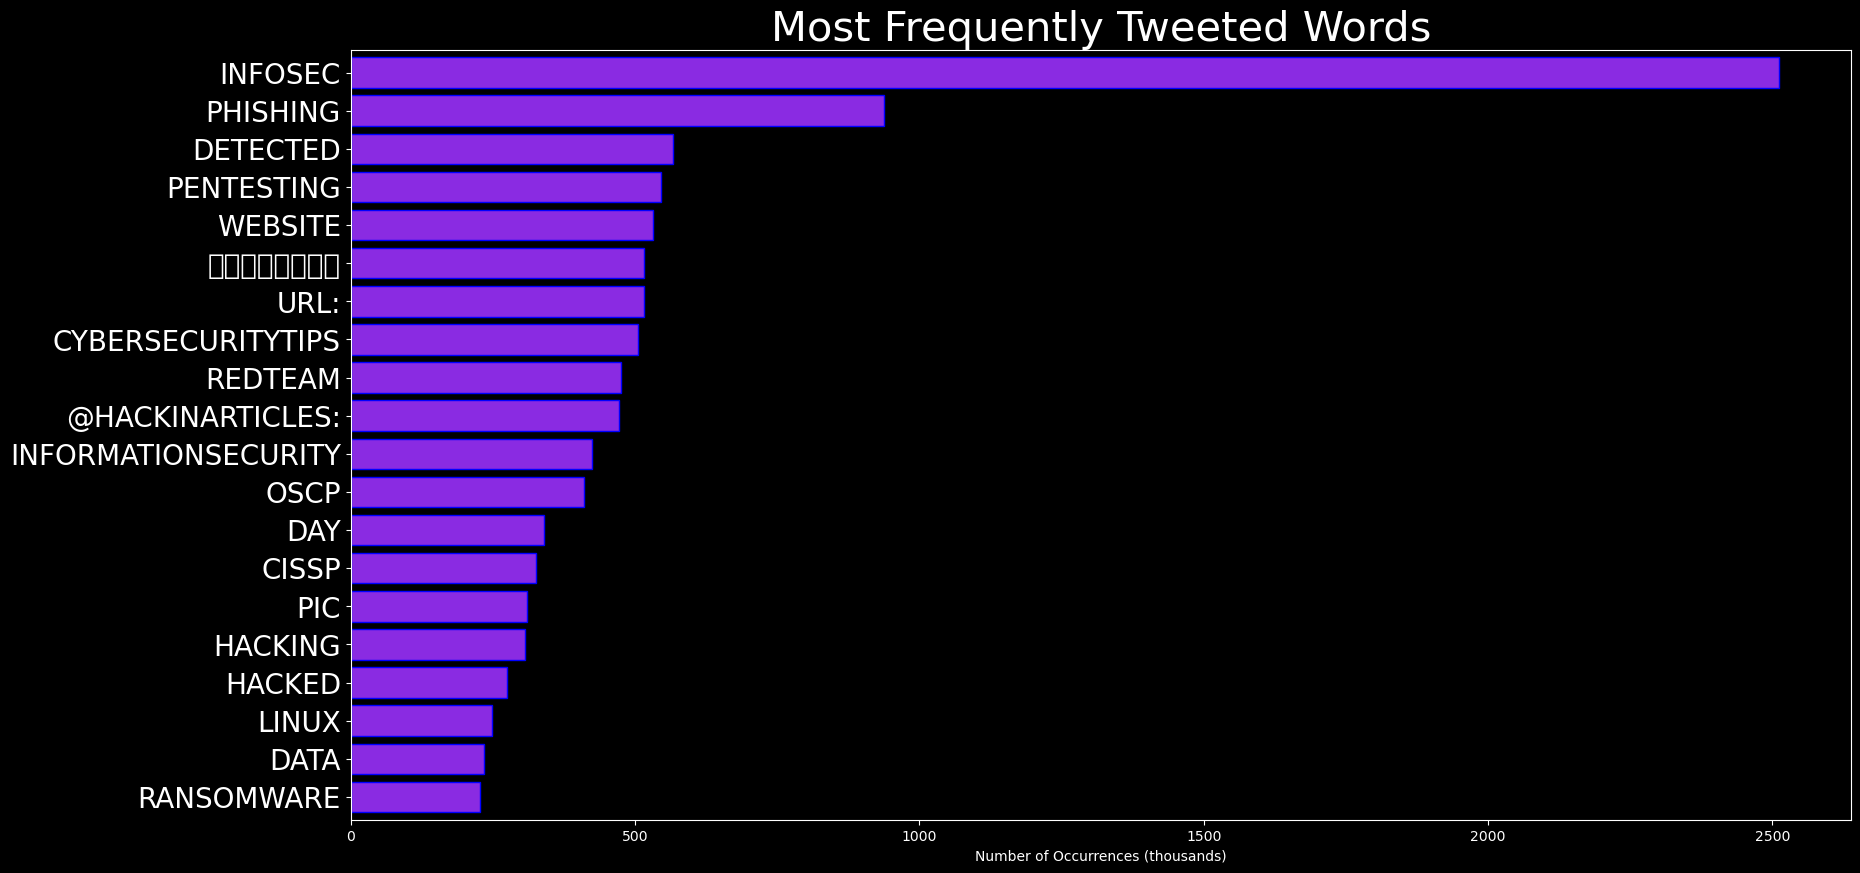 Most Frequently Tweeted Words
INFOSEC
PHISHING
DETECTED
PENTESTING
WEBSITE
URL:
CYBERSECURITYTIPS
REDTEAM
@HACKINARTICLES:
INFORMATIONSECURITY
OSCP
DAY
CISSP
PIC
HACKING
HACKED
LINUX
DATA
RANSOMWARE
0 500 1000 1500 2000 2500
Number of Occurrences (thousands)